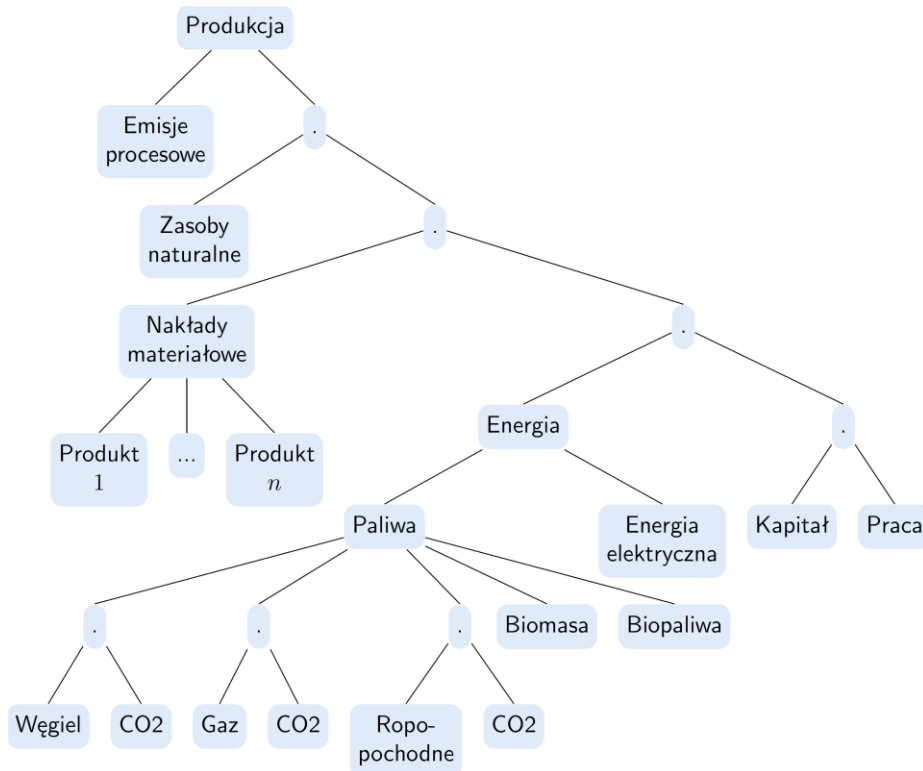 Produkcja
Emisje
procesowe
.
Zasoby
naturalne
.
Nakłady
materiałowe
.
Produkt
1
...
Produkt
n
Energia
.
Paliwa
Energia
elektryczna
Kapitał
Praca
.
.
.
Biomasa
Biopaliwa
Węgiel
CO2
Gaz
CO2
Ropo-
pochodne
CO2